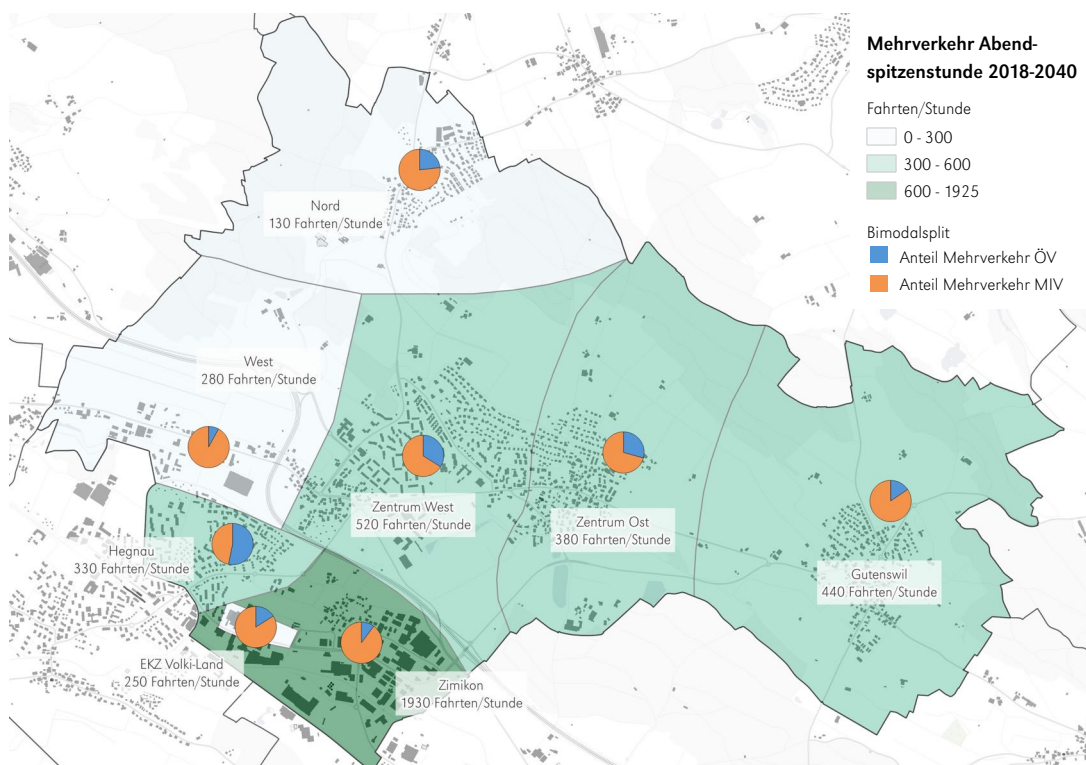 Mehrverkehr Abend-
spitzenstunde 2018-2040
Fahrten/Stunde
0 - 300
300 - 600
600 - 1925
Bimodalsplit
Anteil Mehrverkehr ÖV
Anteil Mehrverkehr MIV
Nord
130 Fahrten/Stunde
West
280 Fahrten/Stunde
Zentrum West
520 Fahrten/Stunde
Zentrum Ost
380 Fahrten/Stunde
Hegnau
330 Fahrten/Stunde
Gutenswil
440 Fahrten/Stunde
EKZ Volki-Land
250 Fahrten/Stunde
Zimikon
1930 Fahrten/Stunde